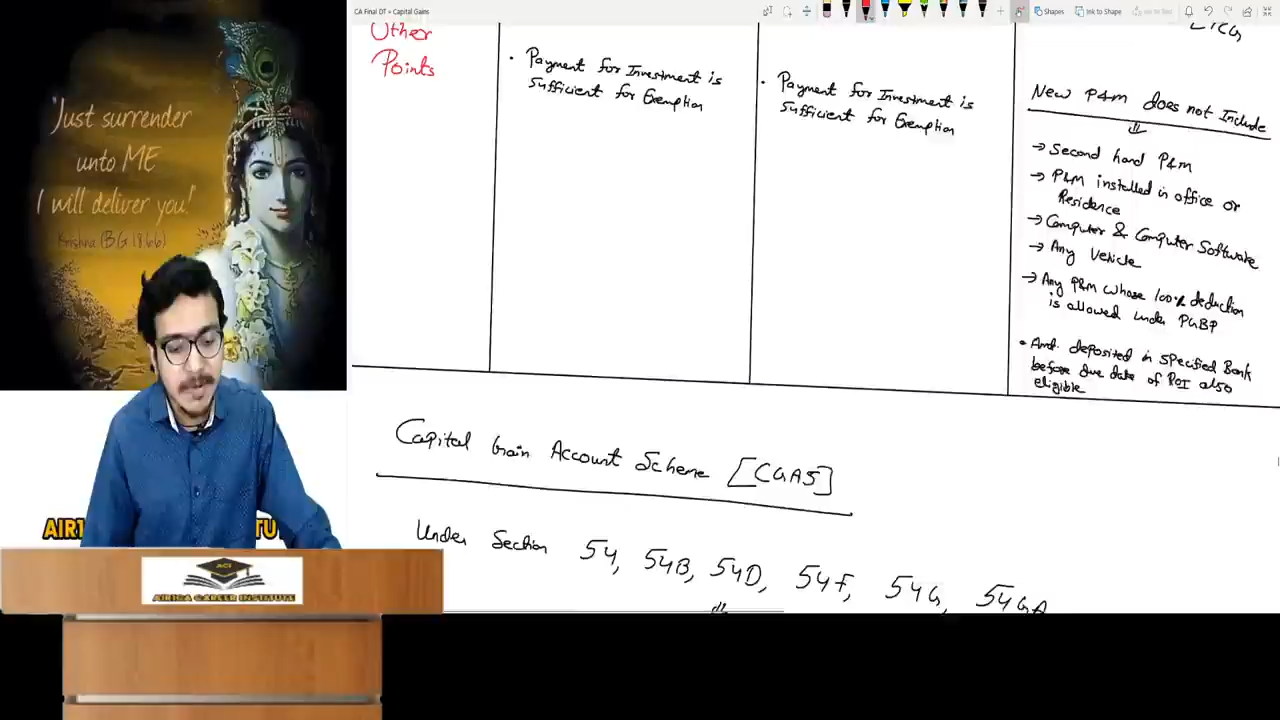 CA Final DT = Capital Gains
Shapes
Ink to Shape
Other
Points
• Payment for Investment is
Sufficient for Exemption
• Payment for Investment is
Sufficient for Exemption
LTCG
New P&M does not Include
→ Second hand P&M
→ P&M installed in office or
Residence
→ Computer & Computer Software
→ Any Vehicle
→ Any P&M whose 100% deduction
is allowed under PGBP
• Amt. deposited in specified Bank
before due date of ROI also
eligible
Capital Gain Account Scheme [CGAS]
Under Section 54, 54B, 54D, 54F, 54G, 54GA
"Just surrender
unto ME
I will deliver you!"
Krishna (BG 18.66)
ACI
AIRIGA CAREER INSTITUTE